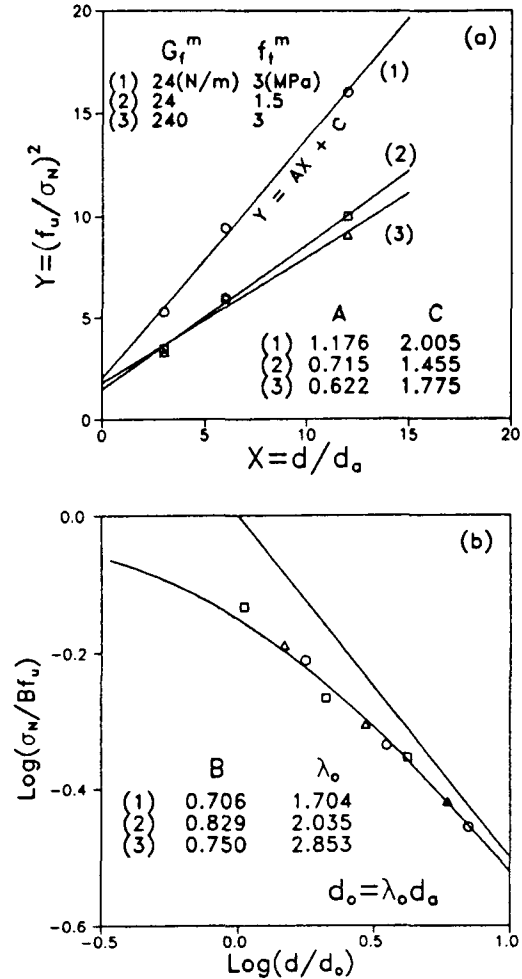 20
15
10
5
0
Y=(f_u/σ_N)²
(a)
G_f^m f_t^m
(1) 24(N/m) 3(MPa)
(2) 24 1.5
(3) 240 3
(1)
Y = AX + C
(2)
(3)
A C
(1) 1.176 2.005
(2) 0.715 1.455
(3) 0.622 1.775
0 5 10 15 20
X=d/d_a
0.0
-0.2
-0.4
-0.6
Log(σ_N/Bf_u)
(b)
B λ_o
(1) 0.706 1.704
(2) 0.829 2.035
(3) 0.750 2.853
d_o=λ_od_a
-0.5 0.0 0.5 1.0
Log(d/d_o)